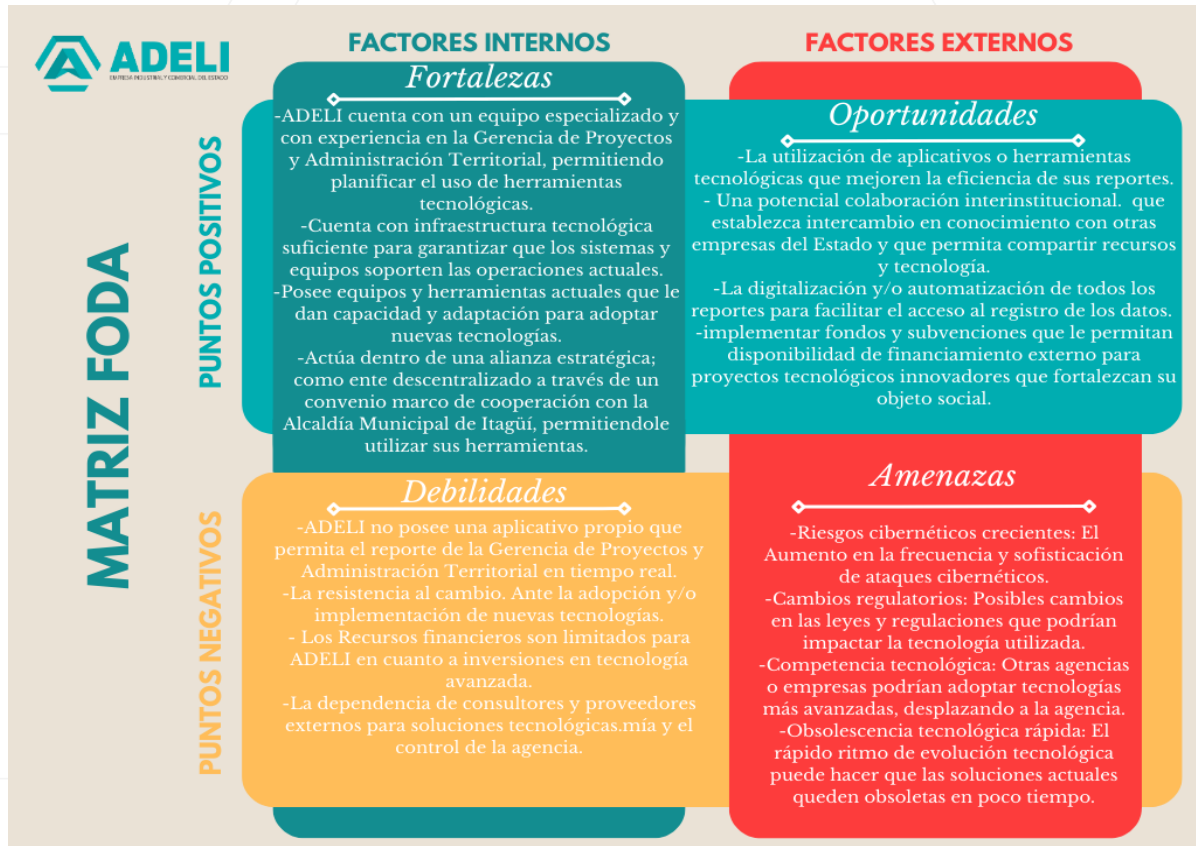 ADELI
EMPRESA INDUSTRIAL Y COMERCIAL DEL ESTADO
FACTORES INTERNOS
FACTORES EXTERNOS
MATRIZ FODA
PUNTOS POSITIVOS
Fortalezas
-ADELI cuenta con un equipo especializado y
con experiencia en la Gerencia de Proyectos
y Administración Territorial, permitiendo
planificar el uso de herramientas
tecnológicas.
-Cuenta con infraestructura tecnológica
suficiente para garantizar que los sistemas y
equipos soporten las operaciones actuales.
-Posee equipos y herramientas actuales que le
dan capacidad y adaptación para adoptar
nuevas tecnologías.
-Actúa dentro de una alianza estratégica;
como ente descentralizado a través de un
convenio marco de cooperación con la
Alcaldía Municipal de Itagüí, permitiendole
utilizar sus herramientas.
Oportunidades
-La utilización de aplicativos o herramientas
tecnológicas que mejoren la eficiencia de sus reportes.
- Una potencial colaboración interinstitucional. que
establezca intercambio en conocimiento con otras
empresas del Estado y que permita compartir recursos
y tecnología.
-La digitalización y/o automatización de todos los
reportes para facilitar el acceso al registro de los datos.
-implementar fondos y subvenciones que le permitan
disponibilidad de financiamiento externo para
proyectos tecnológicos innovadores que fortalezcan su
objeto social.
PUNTOS NEGATIVOS
Debilidades
-ADELI no posee una aplicativo propio que
permita el reporte de la Gerencia de Proyectos y
Administración Territorial en tiempo real.
-La resistencia al cambio. Ante la adopción y/o
implementación de nuevas tecnologías.
- Los Recursos financieros son limitados para
ADELI en cuanto a inversiones en tecnología
avanzada.
-La dependencia de consultores y proveedores
externos para soluciones tecnológicas.mía y el
control de la agencia.
Amenazas
-Riesgos cibernéticos crecientes: El
Aumento en la frecuencia y sofisticación
de ataques cibernéticos.
-Cambios regulatorios: Posibles cambios
en las leyes y regulaciones que podrían
impactar la tecnología utilizada.
-Competencia tecnológica: Otras agencias
o empresas podrían adoptar tecnologías
más avanzadas, desplazando a la agencia.
-Obsolescencia tecnológica rápida: El
rápido ritmo de evolución tecnológica
puede hacer que las soluciones actuales
queden obsoletas en poco tiempo.